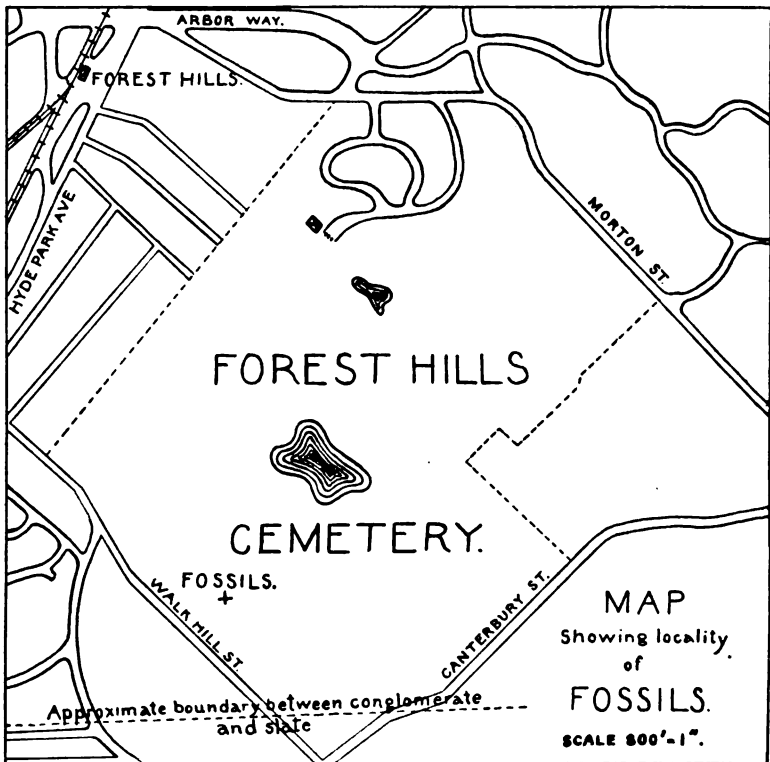 ARBOR WAY.
FOREST HILLS.
HYDE PARK AVE
MORTON ST.
FOREST HILLS
CEMETERY.
FOSSILS.
WALK HILL ST.
CANTERBURY ST.
MAP
Showing locality
of
FOSSILS.
SCALE 800'-1".
Approximate boundary between conglomerate
and slate